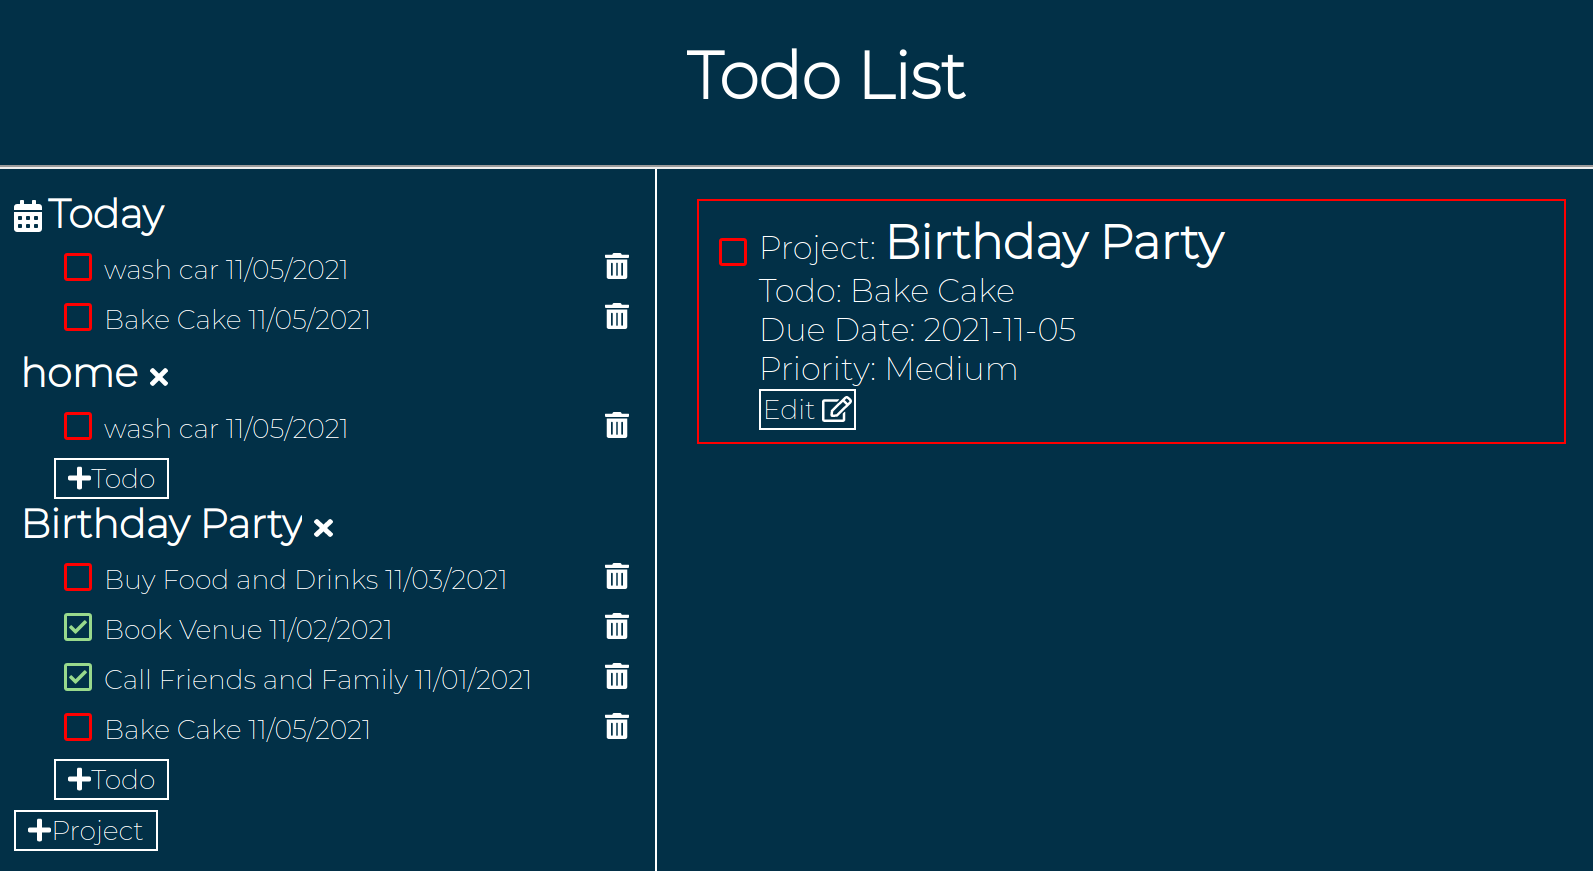 Todo List
Today
wash car 11/05/2021
Bake Cake 11/05/2021
home
wash car 11/05/2021
Todo
Birthday Party
Buy Food and Drinks 11/03/2021
Book Venue 11/02/2021
Call Friends and Family 11/01/2021
Bake Cake 11/05/2021
Todo
Project
Project: Birthday Party
Todo: Bake Cake
Due Date: 2021-11-05
Priority: Medium
Edit